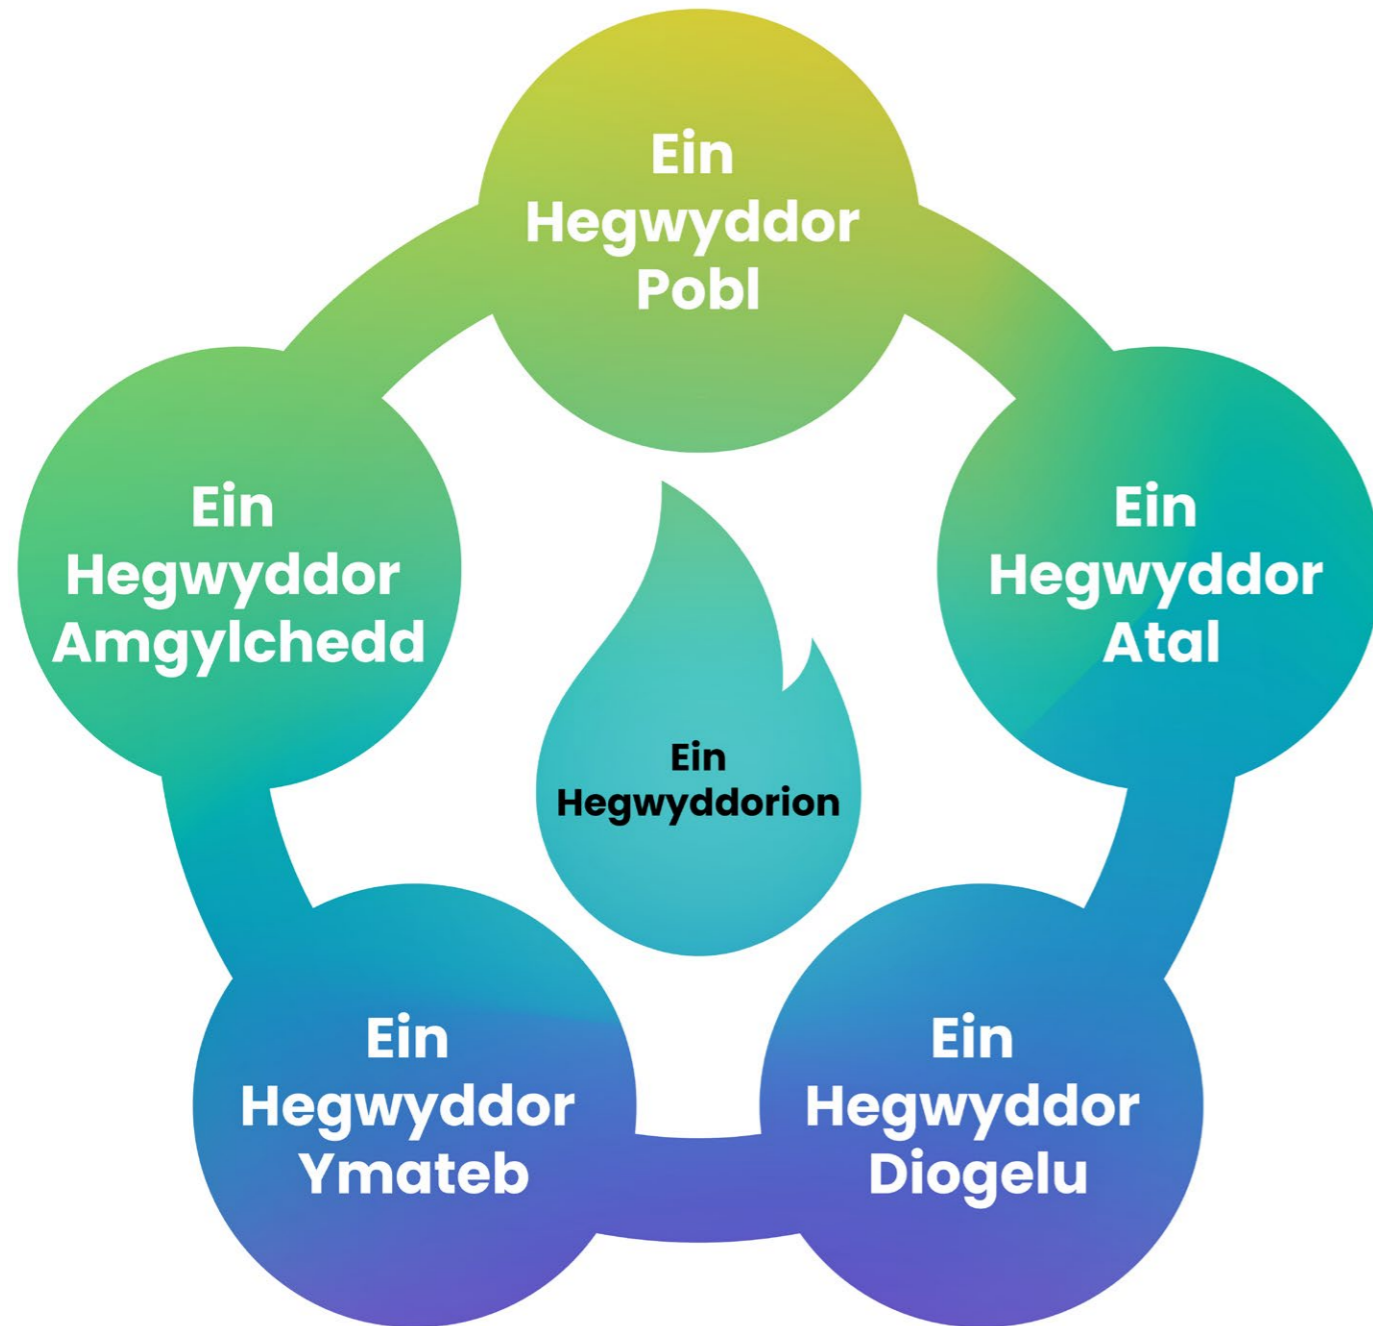 Ein
Hegwyddor
Pobl
Ein
Hegwyddor
Amgylchedd
Ein
Hegwyddor
Atal
Ein
Hegwyddorion
Ein
Hegwyddor
Ymateb
Ein
Hegwyddor
Diogelu